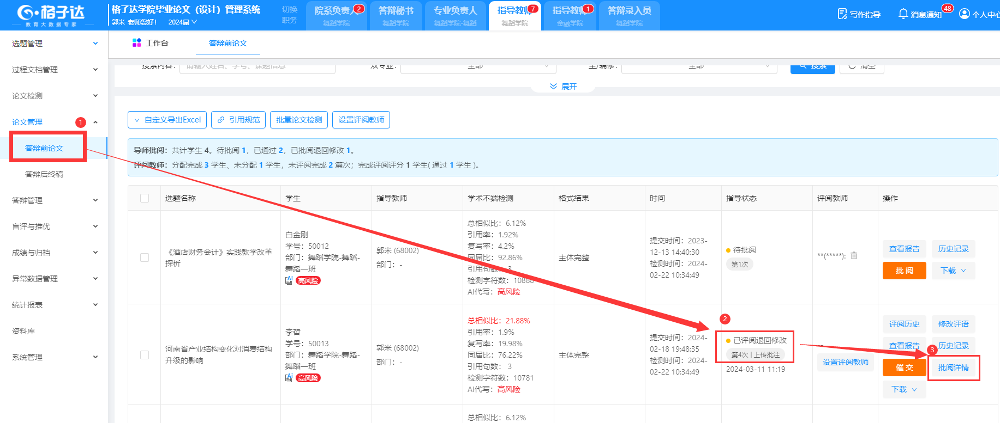 格子达
教育大数据专家
格子达学院毕业论文（设计）管理系统
郭米 老师您好！ 2024届
切换
职务
院系负责人 2
舞蹈学院
答辩秘书
舞蹈学院
专业负责人
舞蹈学院-舞蹈
指导教师 7
舞蹈学院
指导教师 1
金融学院
答辩录入员
舞蹈学院
写作指导
消息通知 48
个人中心
选题管理
过程文档管理
论文检测
论文管理 1
答辩前论文
答辩后终稿
答辩管理
盲评与推优
成绩与归档
异常数据管理
统计报表
资料库
系统管理
工作台
答辩前论文
搜索内容： 请输入姓名、学号、课题信息 双专业： 全部 主/辅修： 全部 搜索 清空
展开
自定义导出Excel 引用规范 批量论文检测 设置评阅教师
导师批阅：共计学生 4。待批阅 1，已通过 2，已批阅退回修改 1。
评阅教师：分配完成 3 学生、未分配 1 学生，未评阅完成 2 篇次；完成评阅评分 1 学生( 通过 1 学生 )。
选题名称 学生 指导教师 学术不端检测 格式结果 时间 指导状态 评阅教师 操作
《酒店财务会计》实践教学改革
探析
白金刚
学号：50012
部门：舞蹈学院-舞蹈-
舞蹈一班
Ai 高风险
郭米 (68002)
部门：-
总相似比：6.12%
引用率：1.92%
复写率：4.2%
同届比：92.86%
引用句数：3
检测字符数：10888
AI代写：高风险
主体完整
提交时间：2023-
12-13 14:40:30
检测时间：2024-
02-22 10:34:49
待批阅
第1次
**(*****):
查看报告 历史记录
批 阅 下载
河南省产业结构变化对消费结构
升级的影响
李哲
学号：50013
部门：舞蹈学院-舞蹈-
舞蹈一班
Ai 高风险
郭米 (68002)
部门：-
总相似比：21.88%
引用率：1.9%
复写率：19.98%
同届比：76.22%
引用句数： 3
检测字符数：10781
AI代写：高风险
主体完整
提交时间：2024-
02-18 19:48:35
检测时间：2024-
02-22 10:34:49
2
已评阅退回修改
第4次 | 上传批注
2024-03-11 11:19
设置评阅教师
评阅历史 修改评语
查看报告 历史记录
3
催 交 批阅详情
下载
总相似比：6.12%